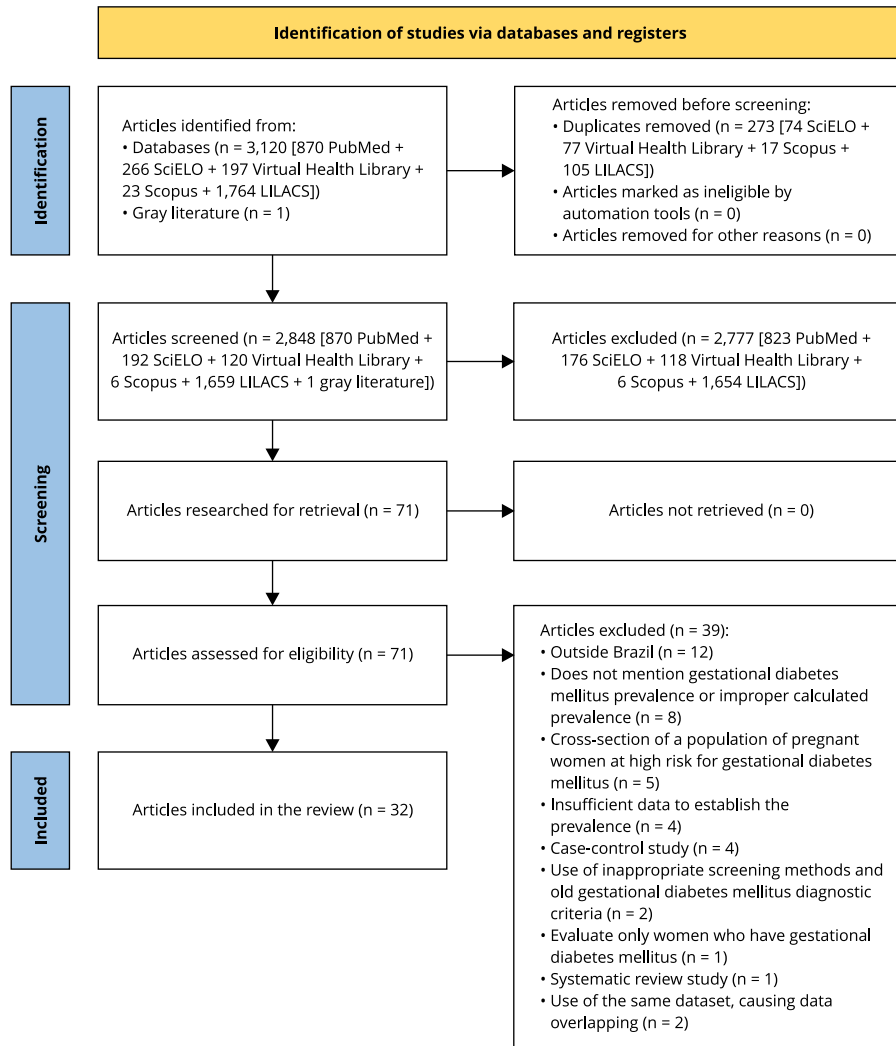 Identification of studies via databases and registers
Identification
Articles identified from:
• Databases (n = 3,120 [870 PubMed +
266 SciELO + 197 Virtual Health Library +
23 Scopus + 1,764 LILACS])
• Gray literature (n = 1)
Articles removed before screening:
• Duplicates removed (n = 273 [74 SciELO +
77 Virtual Health Library + 17 Scopus +
105 LILACS])
• Articles marked as ineligible by
automation tools (n = 0)
• Articles removed for other reasons (n = 0)
Screening
Articles screened (n = 2,848 [870 PubMed +
192 SciELO + 120 Virtual Health Library +
6 Scopus + 1,659 LILACS + 1 gray literature])
Articles excluded (n = 2,777 [823 PubMed +
176 SciELO + 118 Virtual Health Library +
6 Scopus + 1,654 LILACS])
Articles researched for retrieval (n = 71)
Articles not retrieved (n = 0)
Articles assessed for eligibility (n = 71)
Articles excluded (n = 39):
• Outside Brazil (n = 12)
• Does not mention gestational diabetes
mellitus prevalence or improper calculated
prevalence (n = 8)
• Cross-section of a population of pregnant
women at high risk for gestational diabetes
mellitus (n = 5)
• Insufficient data to establish the
prevalence (n = 4)
• Case-control study (n = 4)
• Use of inappropriate screening methods and
old gestational diabetes mellitus diagnostic
criteria (n = 2)
• Evaluate only women who have gestational
diabetes mellitus (n = 1)
• Systematic review study (n = 1)
• Use of the same dataset, causing data
overlapping (n = 2)
Included
Articles included in the review (n = 32)